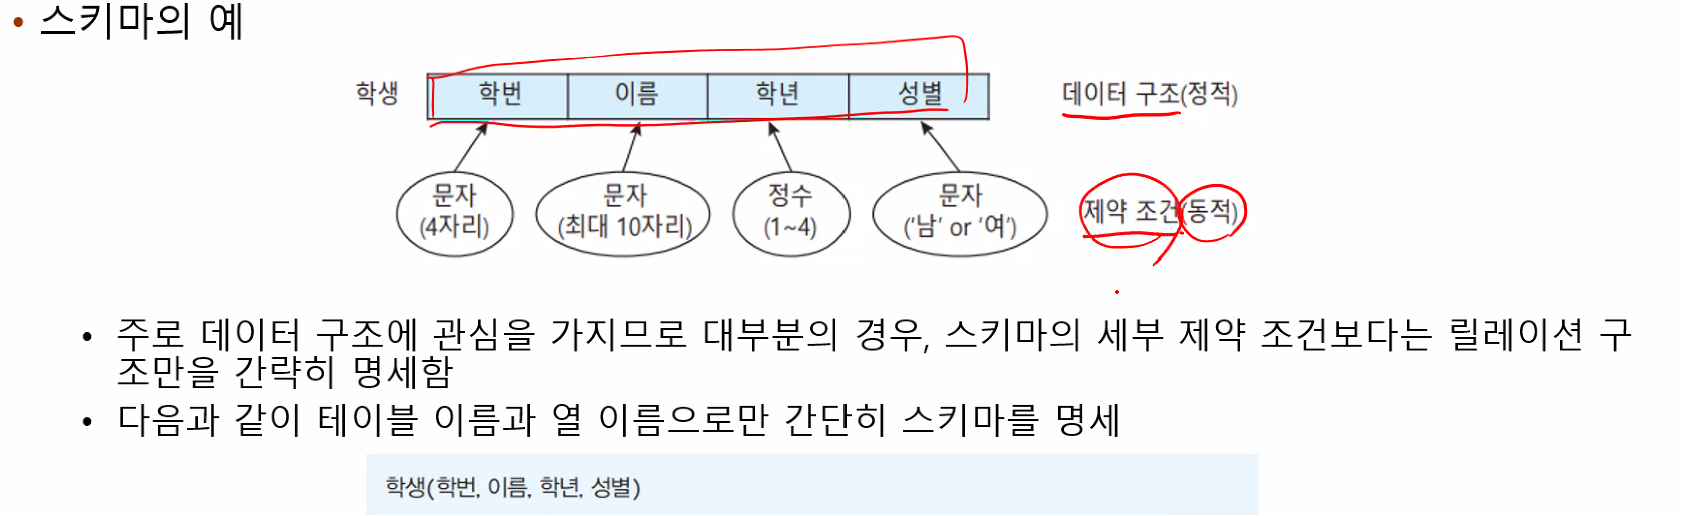 • 스키마의 예
학생 학번 이름 학년 성별 데이터 구조(정적)
문자 문자 정수 문자
(4자리) (최대 10자리) (1~4) (‘남’ or ‘여’) 제약 조건(동적)
• 주로 데이터 구조에 관심을 가지므로 대부분의 경우, 스키마의 세부 제약 조건보다는 릴레이션 구
조만을 간략히 명세함
• 다음과 같이 테이블 이름과 열 이름으로만 간단히 스키마를 명세
학생(학번, 이름, 학년, 성별)